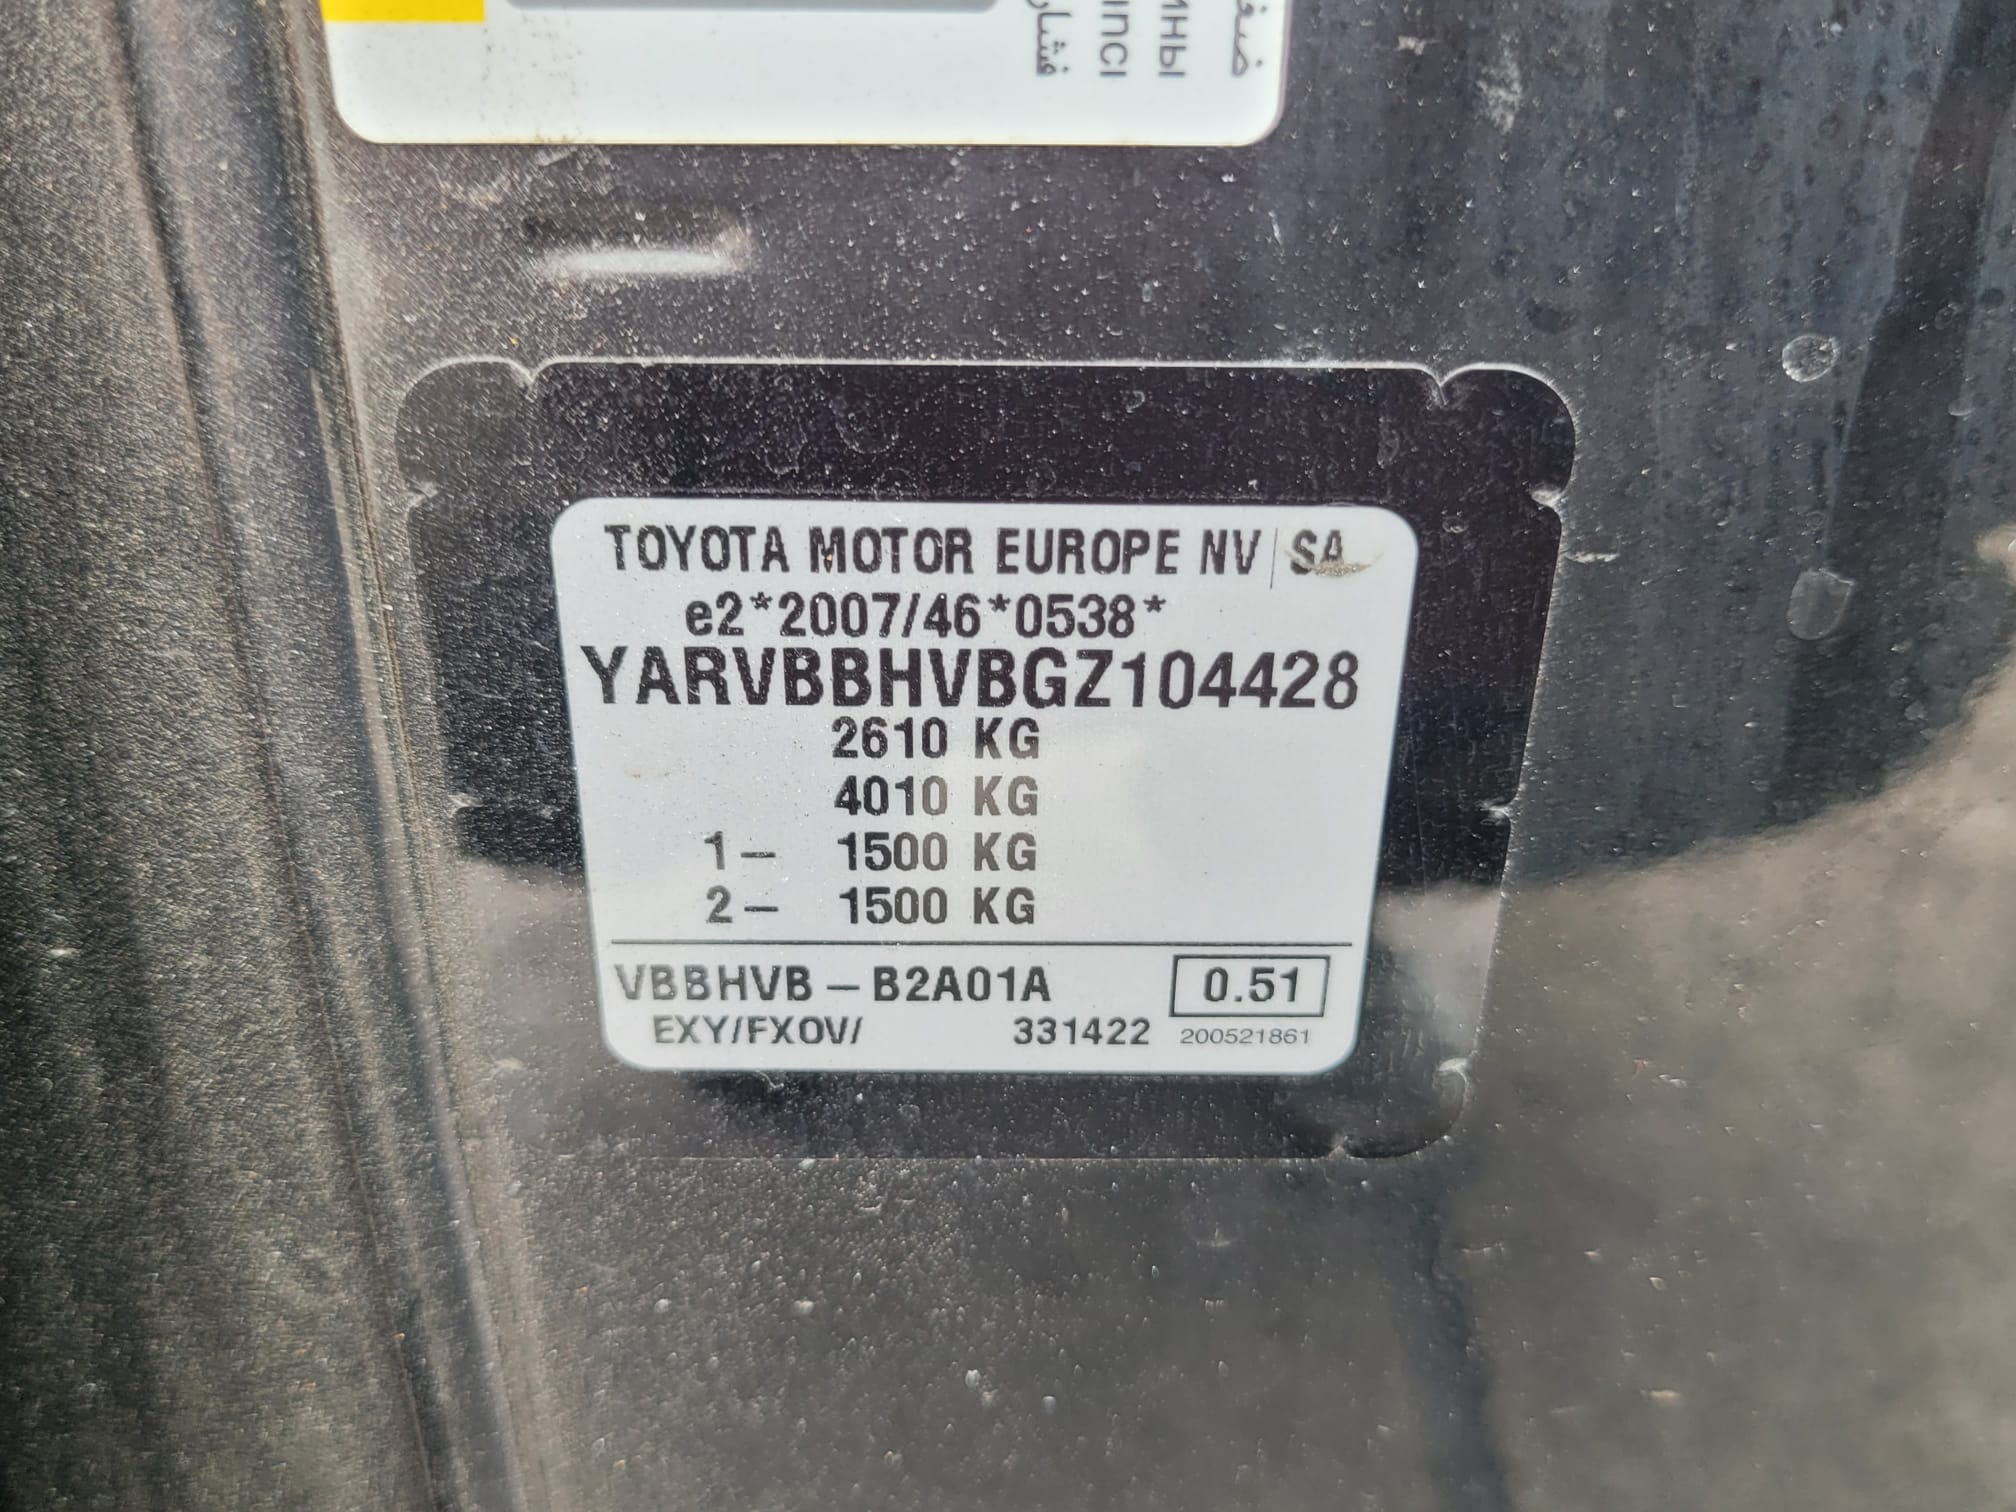 ины
TOYOTA MOTOR EUROPE NV|SA
e2*2007/46*0538*
YARVBBHVBGZ104428
2610 KG
4010 KG
1– 1500 KG
2– 1500 KG
VBBHVB – B2A01A 0.51
EXY/FXOV/ 331422 200521861